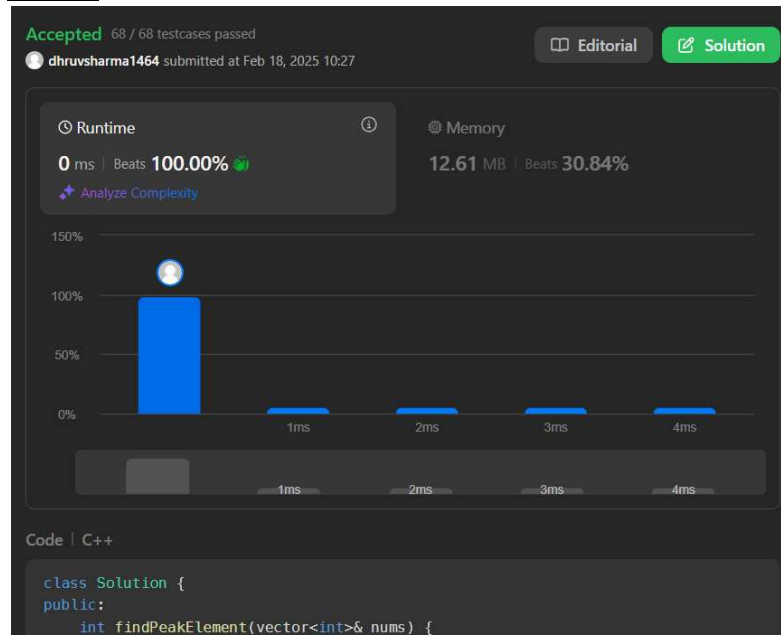 Accepted 68 / 68 testcases passed
Editorial
Solution
dhruvsharma1464 submitted at Feb 18, 2025 10:27
Runtime
0 ms | Beats 100.00%
Analyze Complexity
Memory
12.61 MB | Beats 30.84%
150%
100%
50%
0%
1ms 2ms 3ms 4ms
1ms 2ms 3ms 4ms
Code | C++
class Solution {
public:
int findPeakElement(vector<int>& nums) {